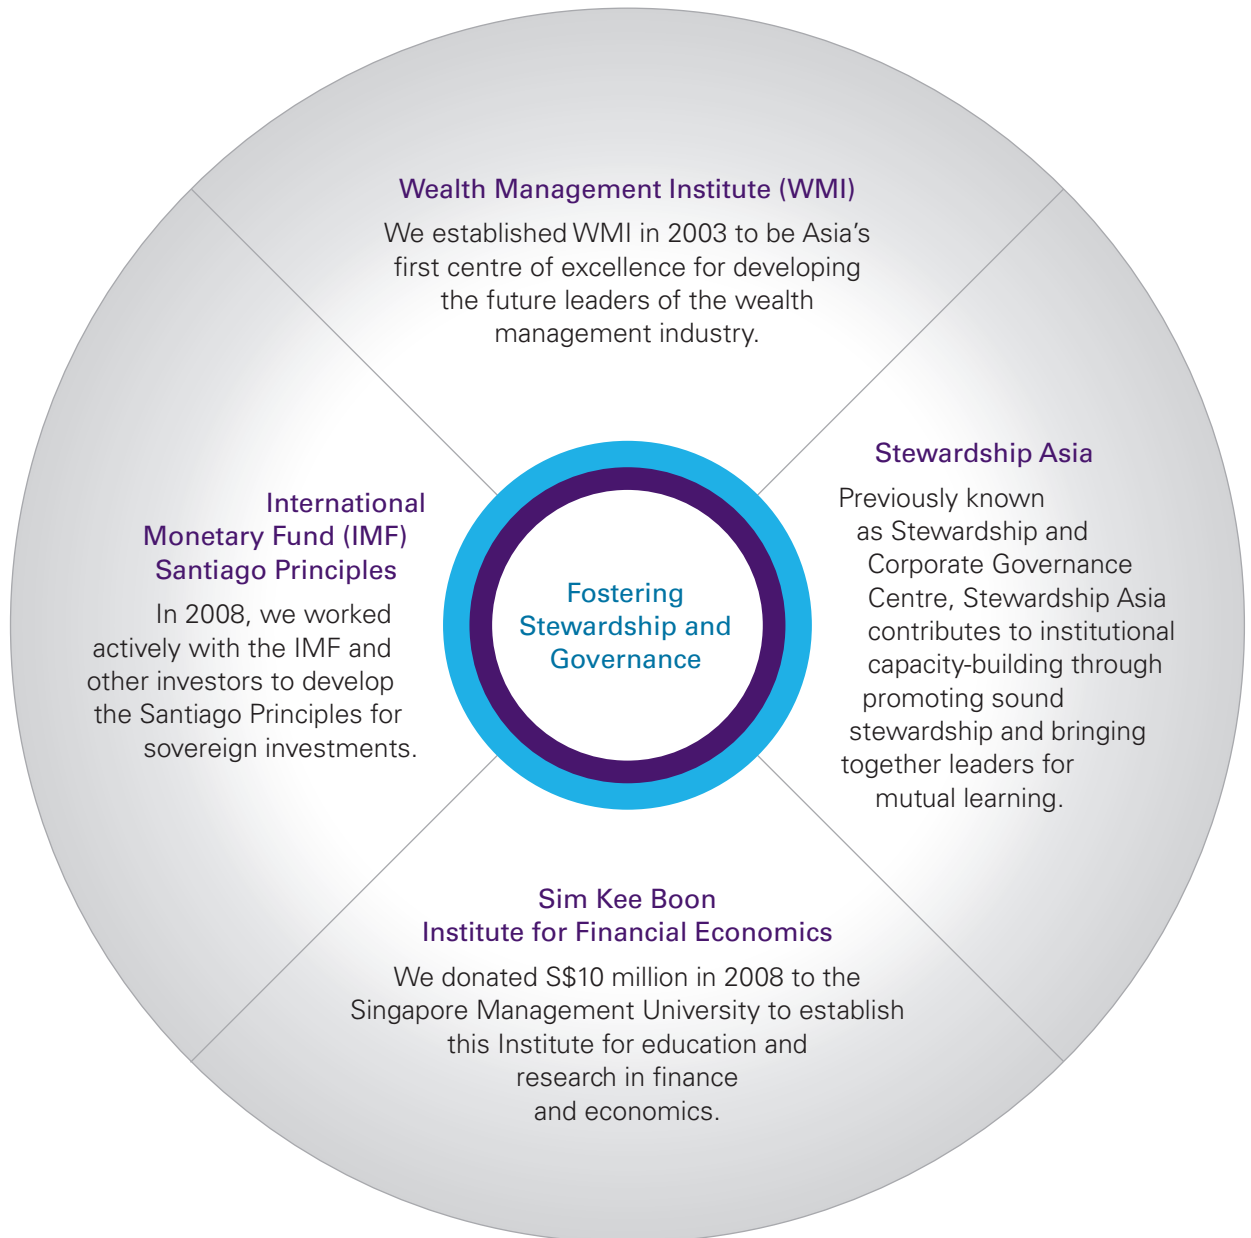 Wealth Management Institute (WMI)
We established WMI in 2003 to be Asia’s
first centre of excellence for developing
the future leaders of the wealth
management industry.
Stewardship Asia
Previously known
as Stewardship and
Corporate Governance
Centre, Stewardship Asia
contributes to institutional
capacity-building through
promoting sound
stewardship and bringing
together leaders for
mutual learning.
International
Monetary Fund (IMF)
Santiago Principles
In 2008, we worked
actively with the IMF and
other investors to develop
the Santiago Principles for
sovereign investments.
Fostering
Stewardship and
Governance
Sim Kee Boon
Institute for Financial Economics
We donated S$10 million in 2008 to the
Singapore Management University to establish
this Institute for education and
research in finance
and economics.